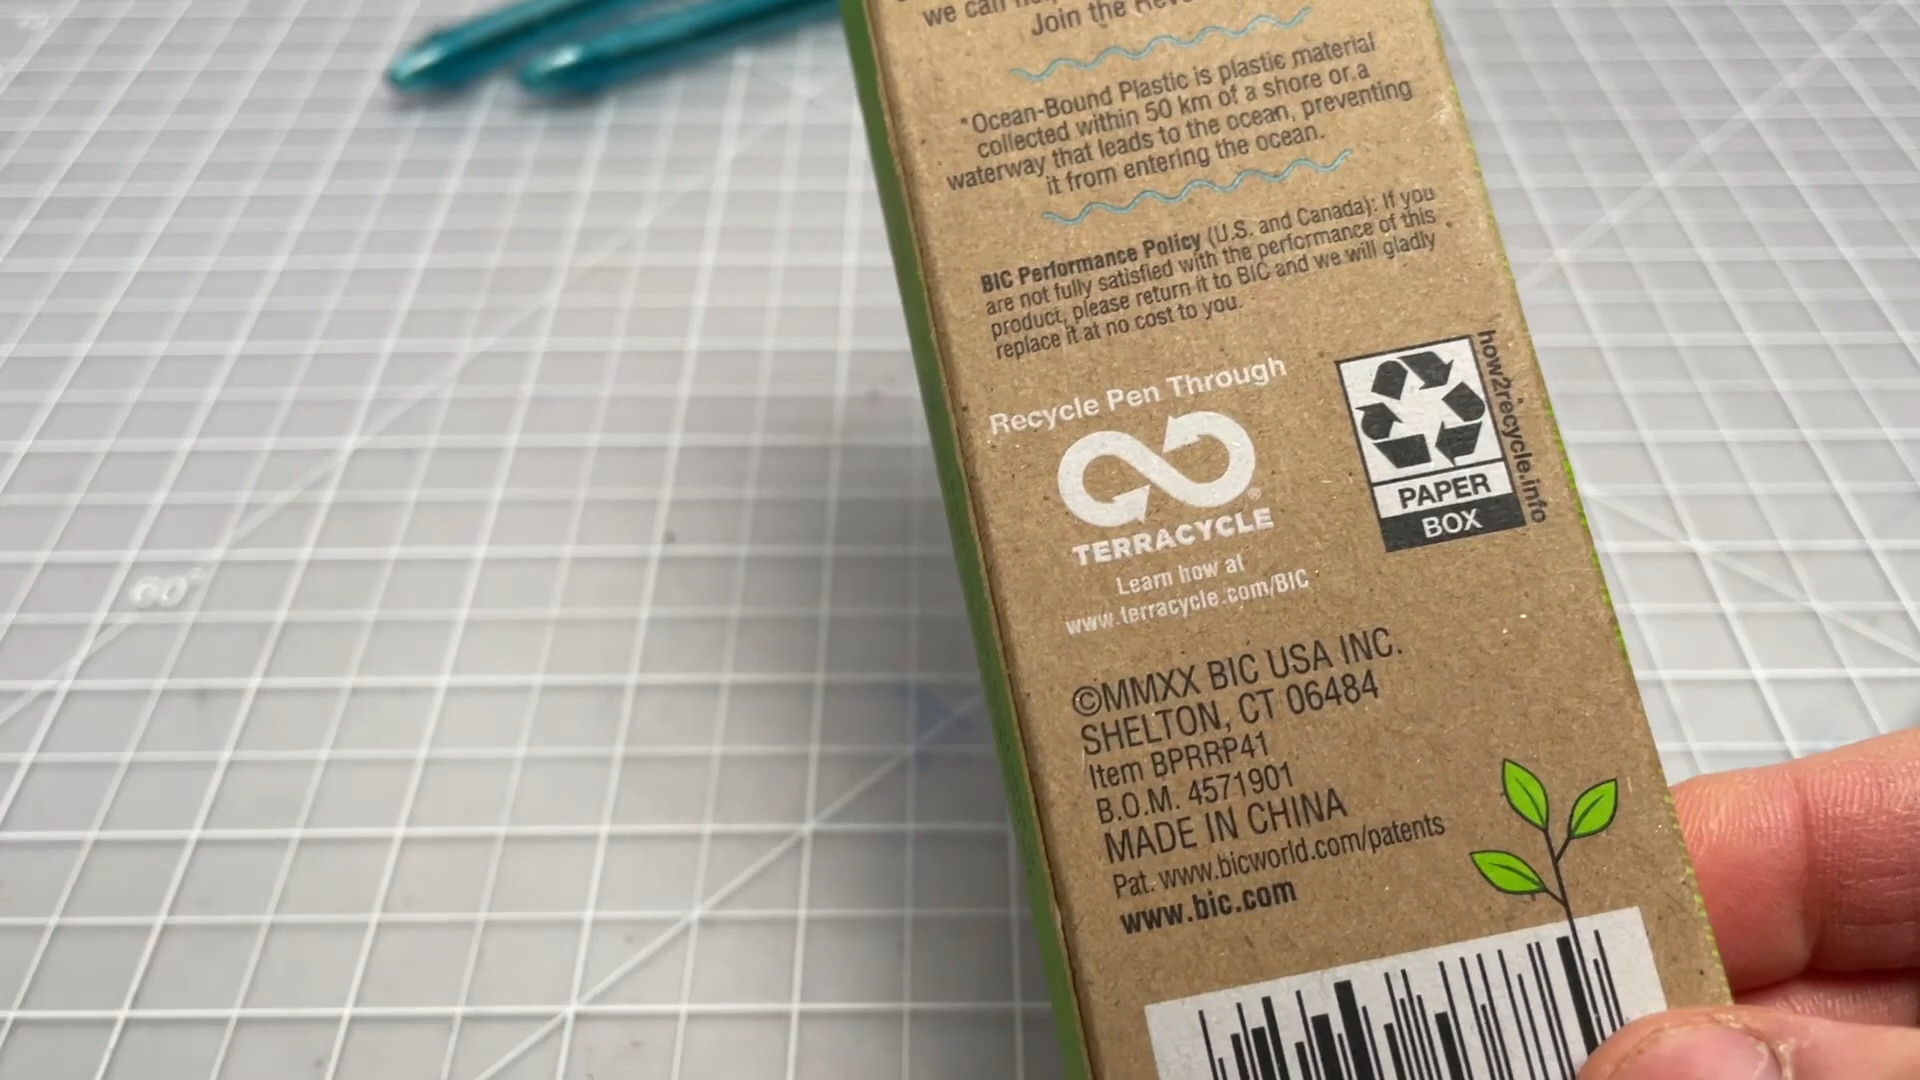 we can
Join the
*Ocean-Bound Plastic is plastic material
collected within 50 km of a shore or a
waterway that leads to the ocean, preventing
it from entering the ocean.
BIC Performance Policy (U.S. and Canada): If you
are not fully satisfied with the performance of this
product, please return it to BIC and we will gladly
replace it at no cost to you.
Recycle Pen Through
TERRACYCLE®
Learn how at
www.terracycle.com/BIC
how2recycle.info
PAPER
BOX
©MMXX BIC USA INC.
SHELTON, CT 06484
Item BPRRP41
B.O.M. 4571901
MADE IN CHINA
Pat. www.bicworld.com/patents
www.bic.com